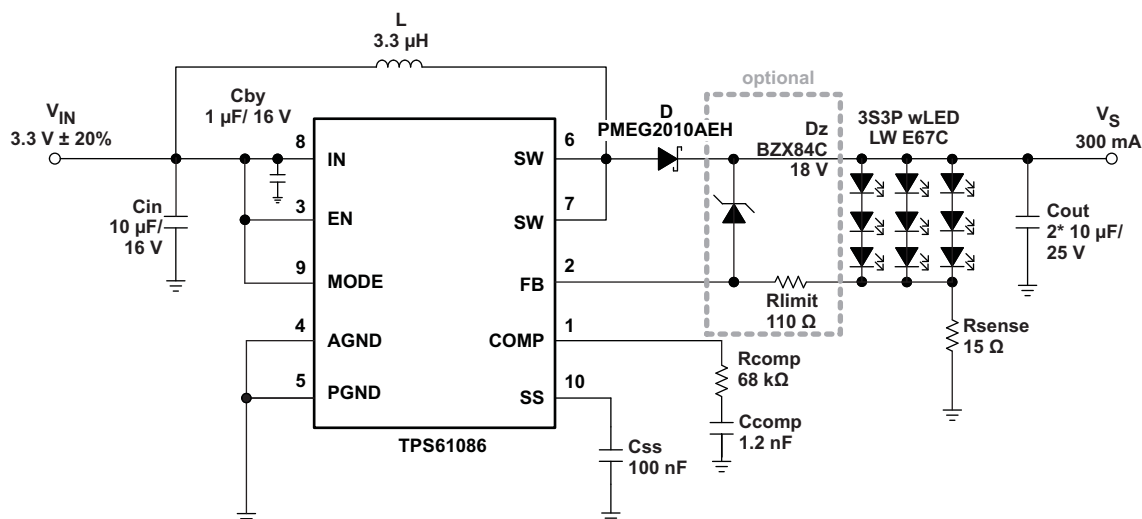 L
3.3 µH
optional
Cby
1 µF/ 16 V
VIN
3.3 V ± 20%
D
PMEG2010AEH
Dz
BZX84C
18 V
3S3P wLED
LW E67C
VS
300 mA
8
IN
6
SW
Cin
10 µF/
16 V
3
EN
7
SW
Cout
2* 10 µF/
25 V
9
MODE
2
FB
Rlimit
110 Ω
4
AGND
1
COMP
Rsense
15 Ω
Rcomp
68 kΩ
5
PGND
10
SS
Ccomp
1.2 nF
TPS61086
Css
100 nF